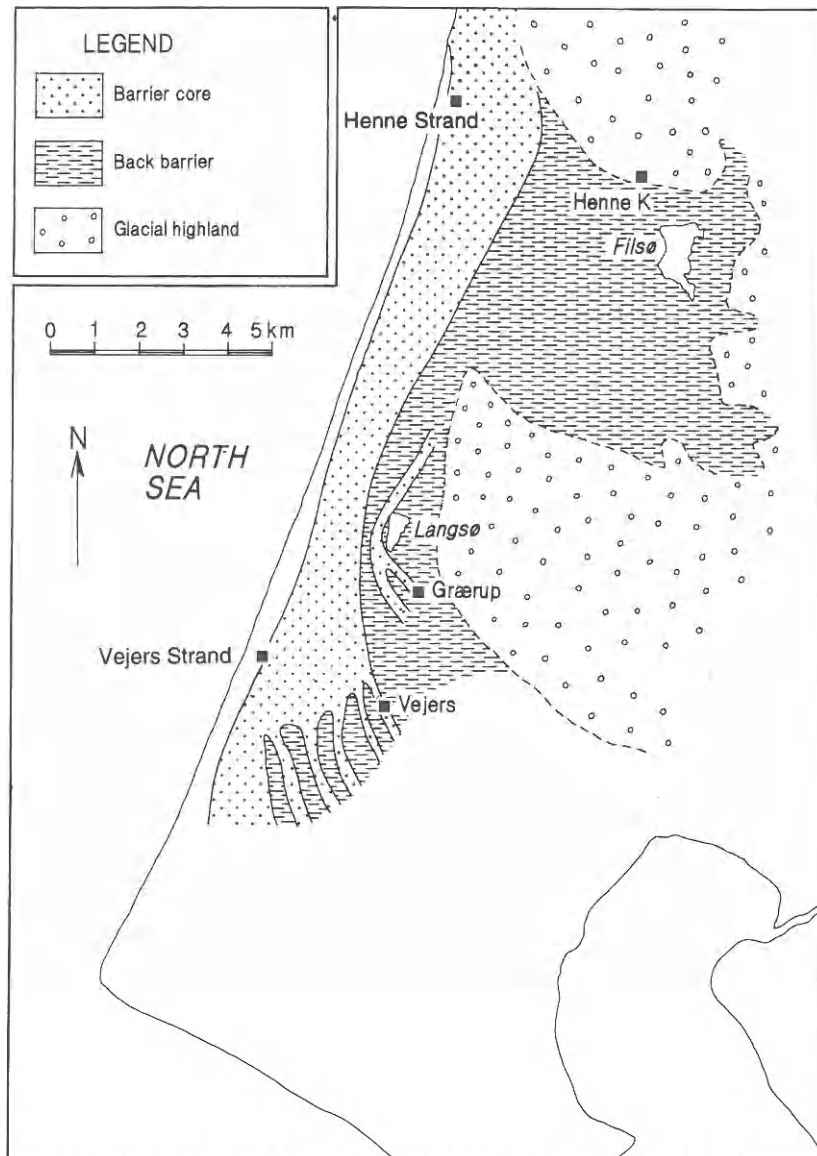 LEGEND
Barrier core
Back barrier
Glacial highland
Henne Strand
Henne K
Filsø
0 1 2 3 4 5 km
N
NORTH
SEA
Langsø
Grærup
Vejers Strand
Vejers